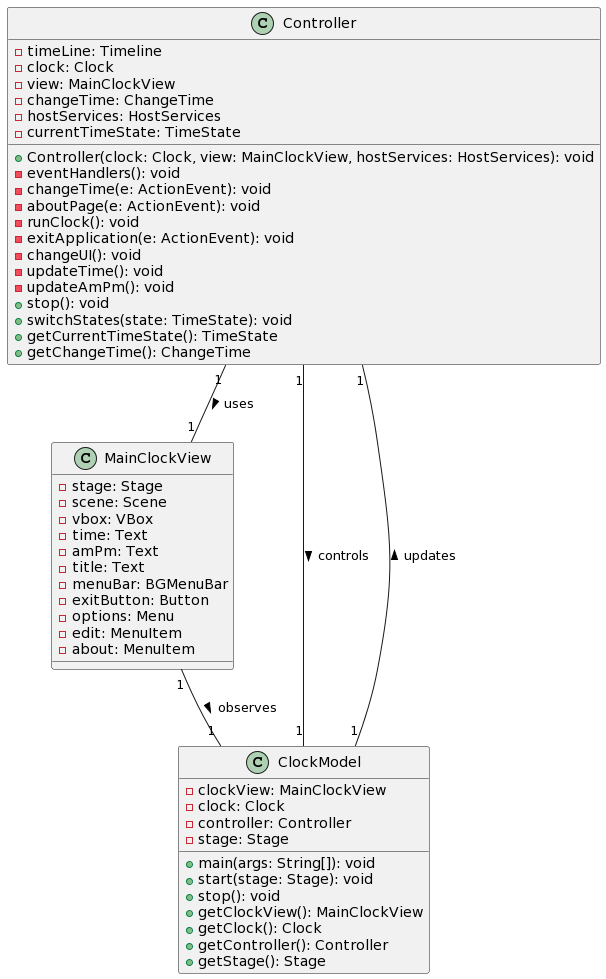 C Controller
timeLine: Timeline
clock: Clock
view: MainClockView
changeTime: ChangeTime
hostServices: HostServices
currentTimeState: TimeState
Controller(clock: Clock, view: MainClockView, hostServices: HostServices): void
eventHandlers(): void
changeTime(e: ActionEvent): void
aboutPage(e: ActionEvent): void
runClock(): void
exitApplication(e: ActionEvent): void
changeUI(): void
updateTime(): void
updateAmPm(): void
stop(): void
switchStates(state: TimeState): void
getCurrentTimeState(): TimeState
getChangeTime(): ChangeTime
1 1 1
uses
1
C MainClockView
stage: Stage
scene: Scene
vbox: VBox
time: Text
amPm: Text
title: Text
menuBar: BGMenuBar
exitButton: Button
options: Menu
edit: MenuItem
about: MenuItem
controls
updates
1
observes
1 1 1
C ClockModel
clockView: MainClockView
clock: Clock
controller: Controller
stage: Stage
main(args: String[]): void
start(stage: Stage): void
stop(): void
getClockView(): MainClockView
getClock(): Clock
getController(): Controller
getStage(): Stage